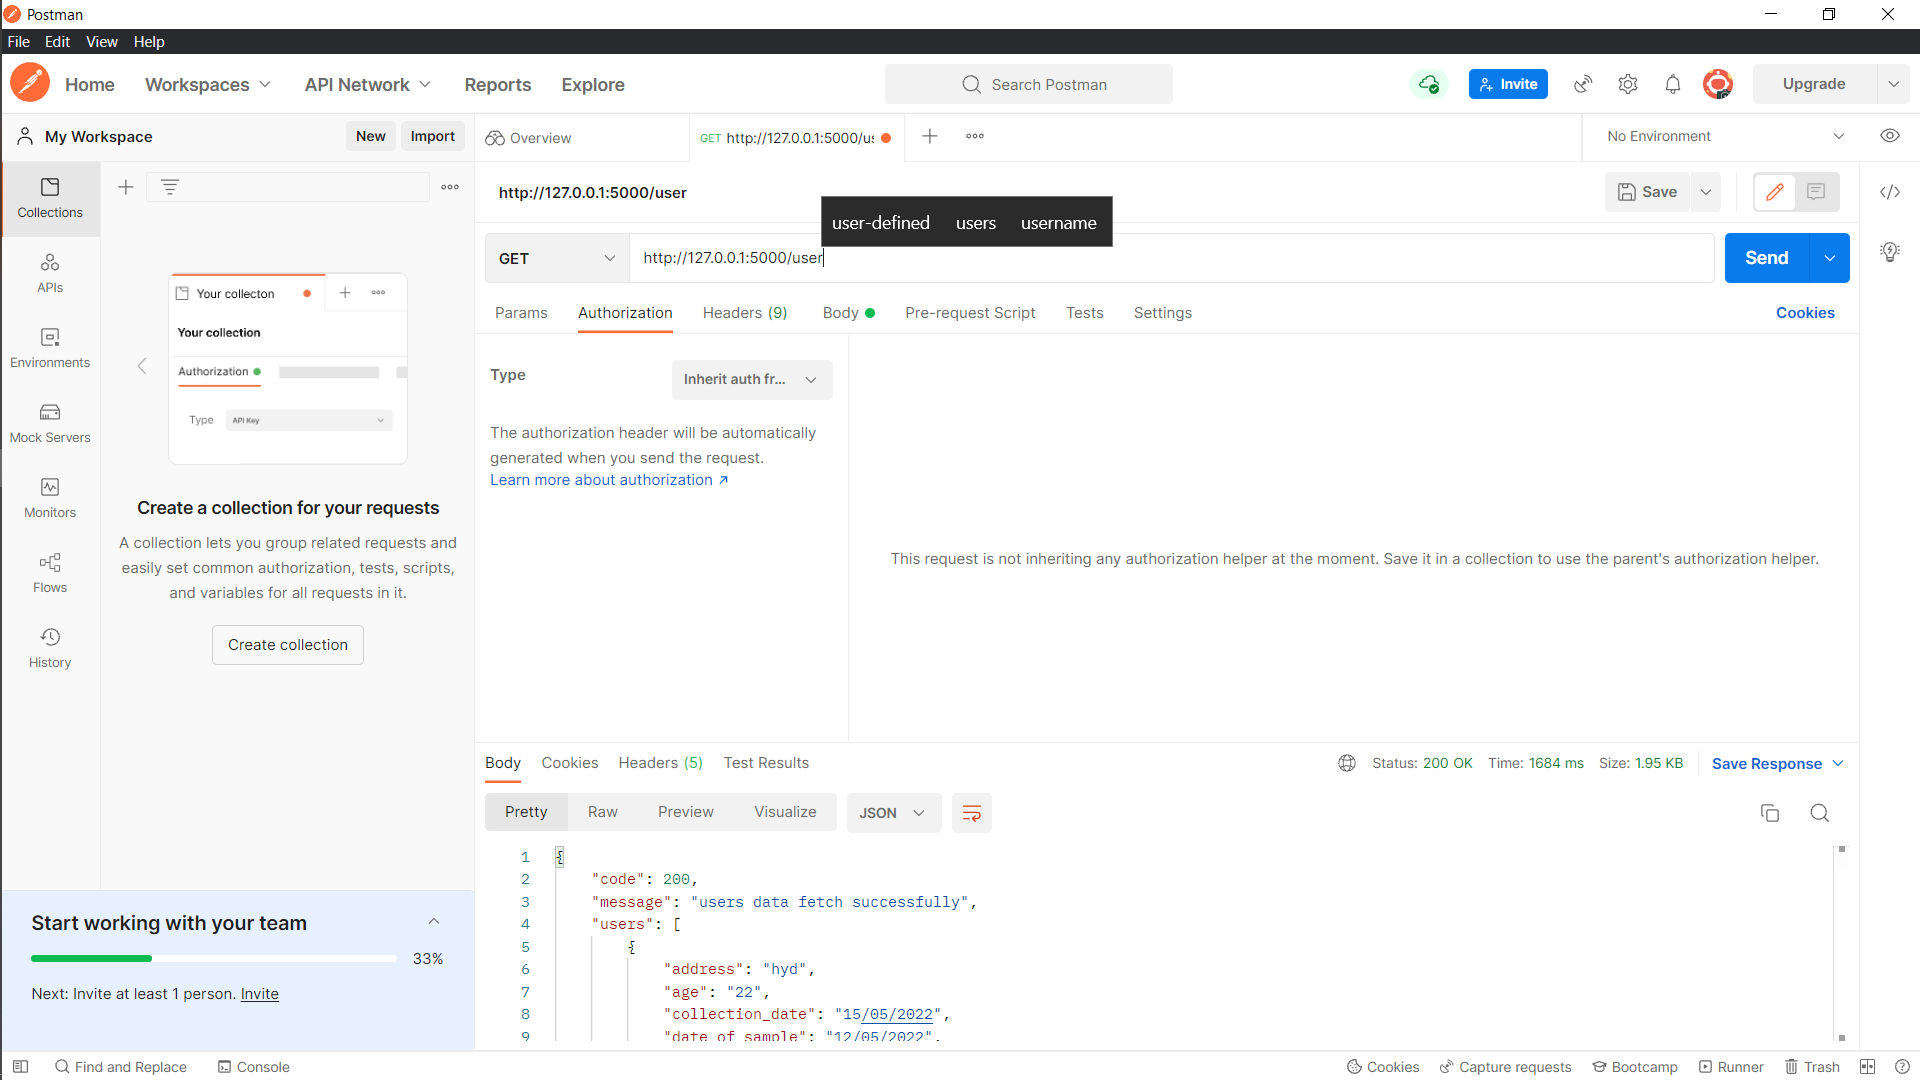 Postman
File Edit View Help
Home Workspaces API Network Reports Explore Search Postman Invite Upgrade
My Workspace New Import Overview GET http://127.0.0.1:5000/us No Environment
Collections
APIs
Environments
Mock Servers
Monitors
Flows
History
Your collecton
Your collection
Authorization
Type API Key
Create a collection for your requests
A collection lets you group related requests and
easily set common authorization, tests, scripts,
and variables for all requests in it.
Create collection
Start working with your team
33%
Next: Invite at least 1 person. Invite
http://127.0.0.1:5000/user Save
user-defined users username
GET http://127.0.0.1:5000/user Send
Params Authorization Headers (9) Body Pre-request Script Tests Settings Cookies
Type Inherit auth fr...
The authorization header will be automatically
generated when you send the request.
Learn more about authorization
This request is not inheriting any authorization helper at the moment. Save it in a collection to use the parent's authorization helper.
Body Cookies Headers (5) Test Results Status: 200 OK Time: 1684 ms Size: 1.95 KB Save Response
Pretty Raw Preview Visualize JSON
1 {
2 "code": 200,
3 "message": "users data fetch successfully",
4 "users": [
5 {
6 "address": "hyd",
7 "age": "22",
8 "collection_date": "15/05/2022",
9 "date_of_sample": "12/05/2022",
Find and Replace Console Cookies Capture requests Bootcamp Runner Trash